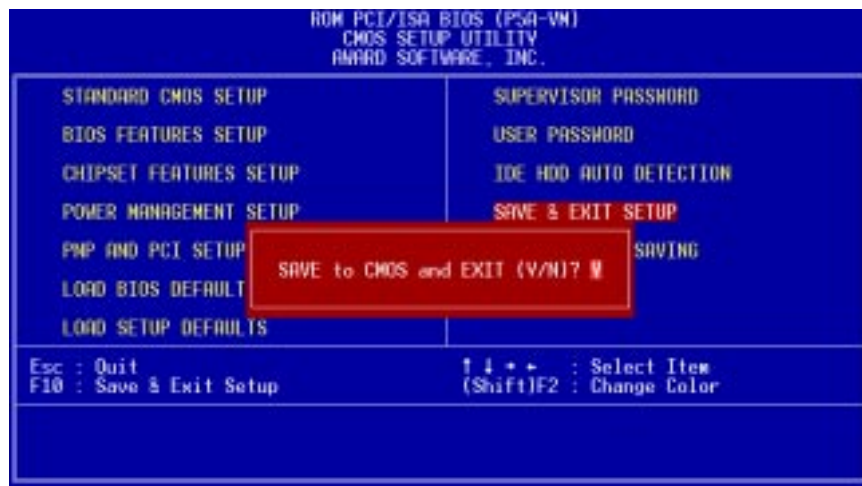 ROM PCI/ISA BIOS (P5A-VM)
CMOS SETUP UTILITY
AWARD SOFTWARE, INC.
STANDARD CMOS SETUP
BIOS FEATURES SETUP
CHIPSET FEATURES SETUP
POWER MANAGEMENT SETUP
PNP AND PCI SETUP
LOAD BIOS DEFAULT
LOAD SETUP DEFAULTS
SUPERVISOR PASSWORD
USER PASSWORD
IDE HDD AUTO DETECTION
SAVE & EXIT SETUP
SAVING
SAVE to CMOS and EXIT (Y/N)? Y
Esc : Quit
F10 : Save & Exit Setup
↑ ↓ → ← : Select Item
(Shift)F2 : Change Color